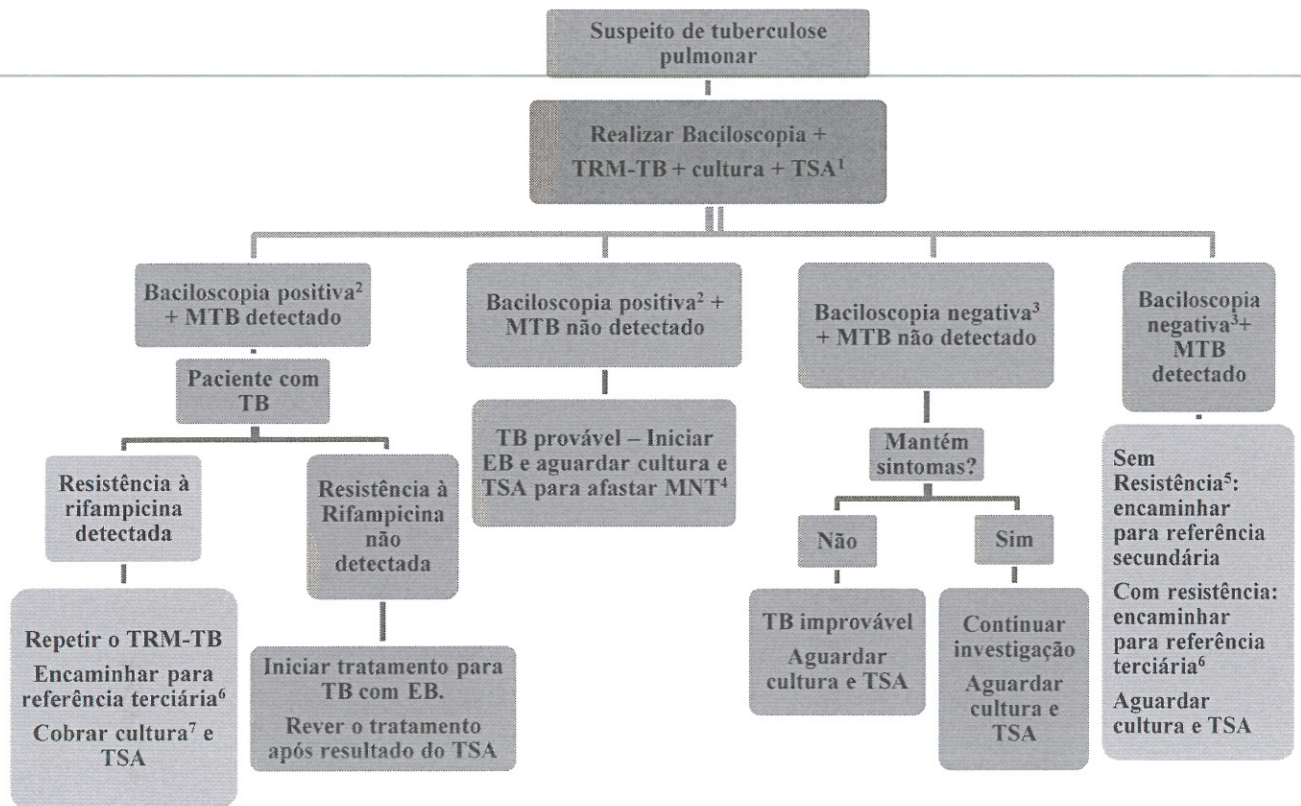 Suspeito de tuberculose
pulmonar
Realizar Baciloscopia +
TRM-TB + cultura + TSA¹
Baciloscopia positiva²
+ MTB detectado
Baciloscopia positiva² +
MTB não detectado
Baciloscopia negativa³
+ MTB não detectado
Baciloscopia
negativa³+
MTB
detectado
Paciente com
TB
Resistência à
rifampicina
detectada
Resistência à
Rifampicina
não
detectada
Repetir o TRM-TB
Encaminhar para
referência terciária⁶
Cobrar cultura⁷ e
TSA
Iniciar tratamento para
TB com EB.
Rever o tratamento
após resultado do TSA
TB provável – Iniciar
EB e aguardar cultura e
TSA para afastar MNT⁴
Mantém
sintomas?
Não
Sim
TB improvável
Aguardar
cultura e TSA
Continuar
investigação
Aguardar
cultura e
TSA
Sem
Resistência⁵:
encaminhar
para referência
secundária
Com resistência:
encaminhar
para referência
terciária⁶
Aguardar
cultura e TSA